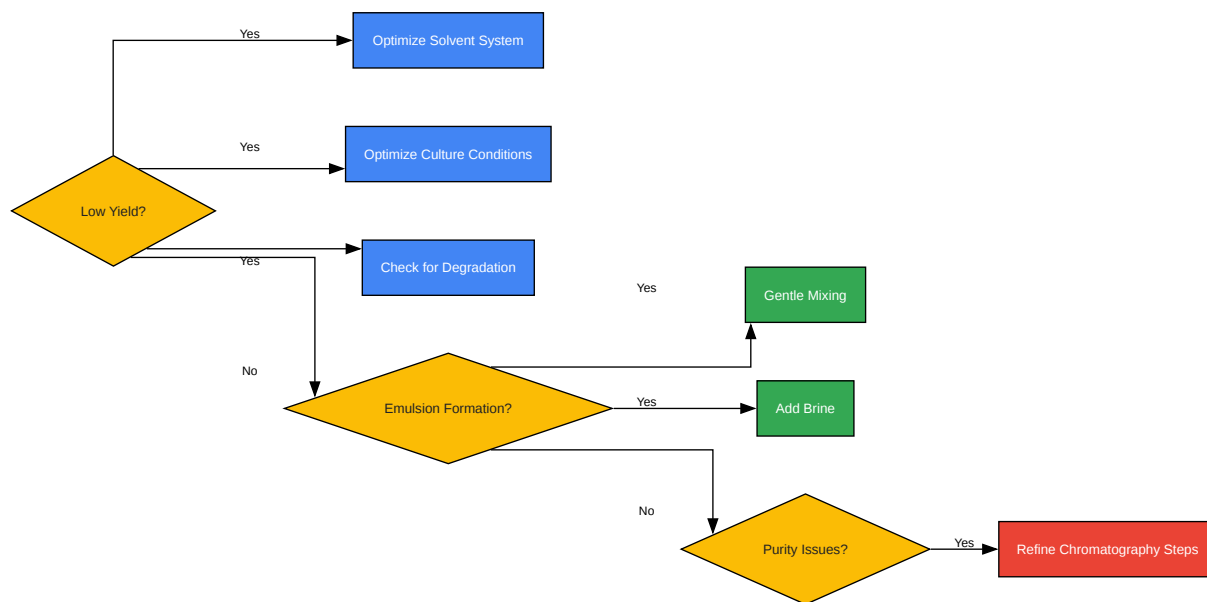 Yes
Optimize Solvent System
Yes
Optimize Culture Conditions
Low Yield?
Yes
Check for Degradation
Yes
Gentle Mixing
No
Emulsion Formation?
Yes
Add Brine
No
Purity Issues?
Yes
Refine Chromatography Steps